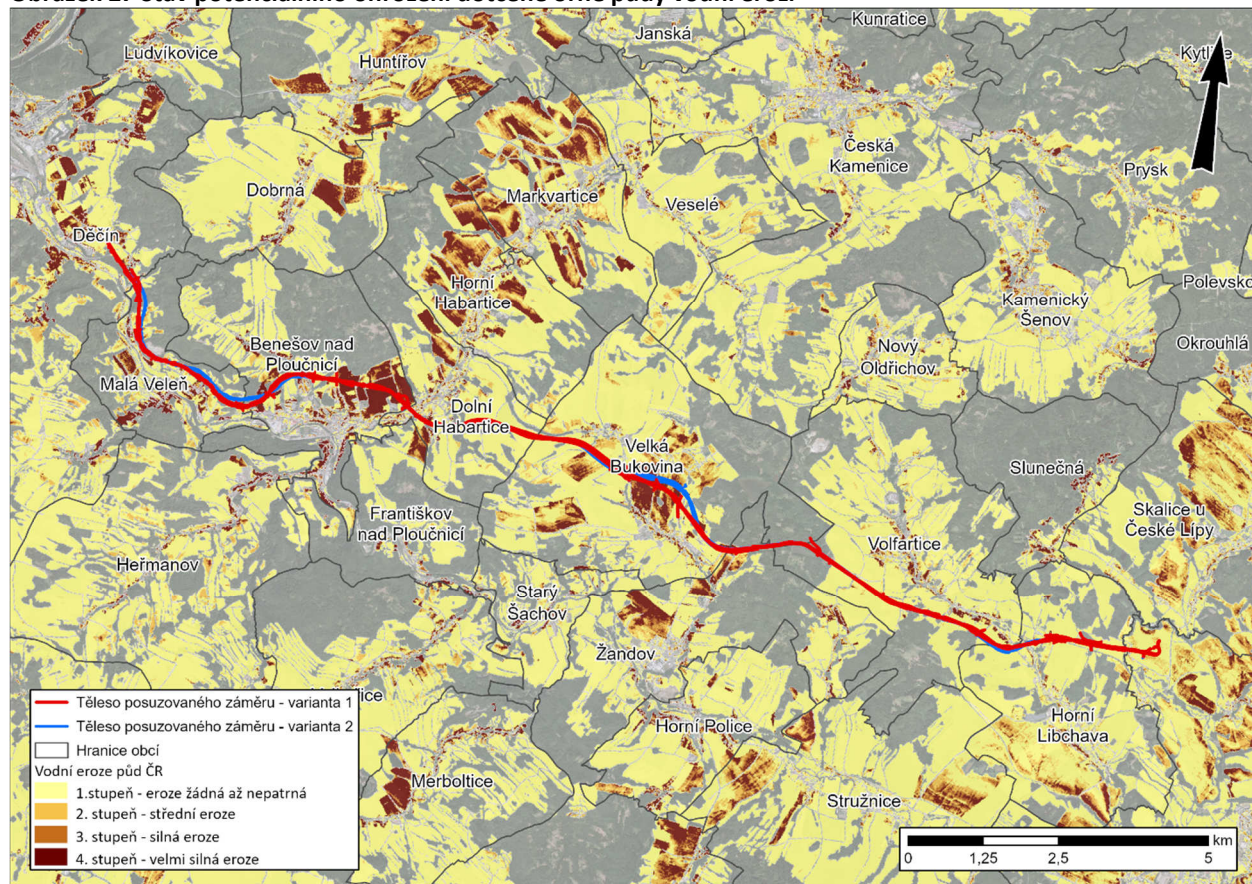 Kunratice
Janská
Ludvíkovice
Huntířov
Česká
Kamenice
Prysk
Dobrná
Markvartice
Veselé
Děčín
Horní
Habartice
Kamenický
Šenov
Polevsko
Benešov nad
Ploučnicí
Nový
Oldřichov
Okrouhlá
Malá Veleň
Dolní
Habartice
Velká
Bukovina
Slunečná
Skalice u
České Lípy
Františkov
nad Ploučnicí
Volfartice
Heřmanov
Starý
Šachov
Žandov
Horní Police
Horní
Libchava
Merboltice
Stružnice
Těleso posuzovaného záměru - varianta 1
Těleso posuzovaného záměru - varianta 2
Hranice obcí
Vodní eroze půd ČR
1.stupeň - eroze žádná až nepatrná
2. stupeň - střední eroze
3. stupeň - silná eroze
4. stupeň - velmi silná eroze
km
0 1,25 2,5 5